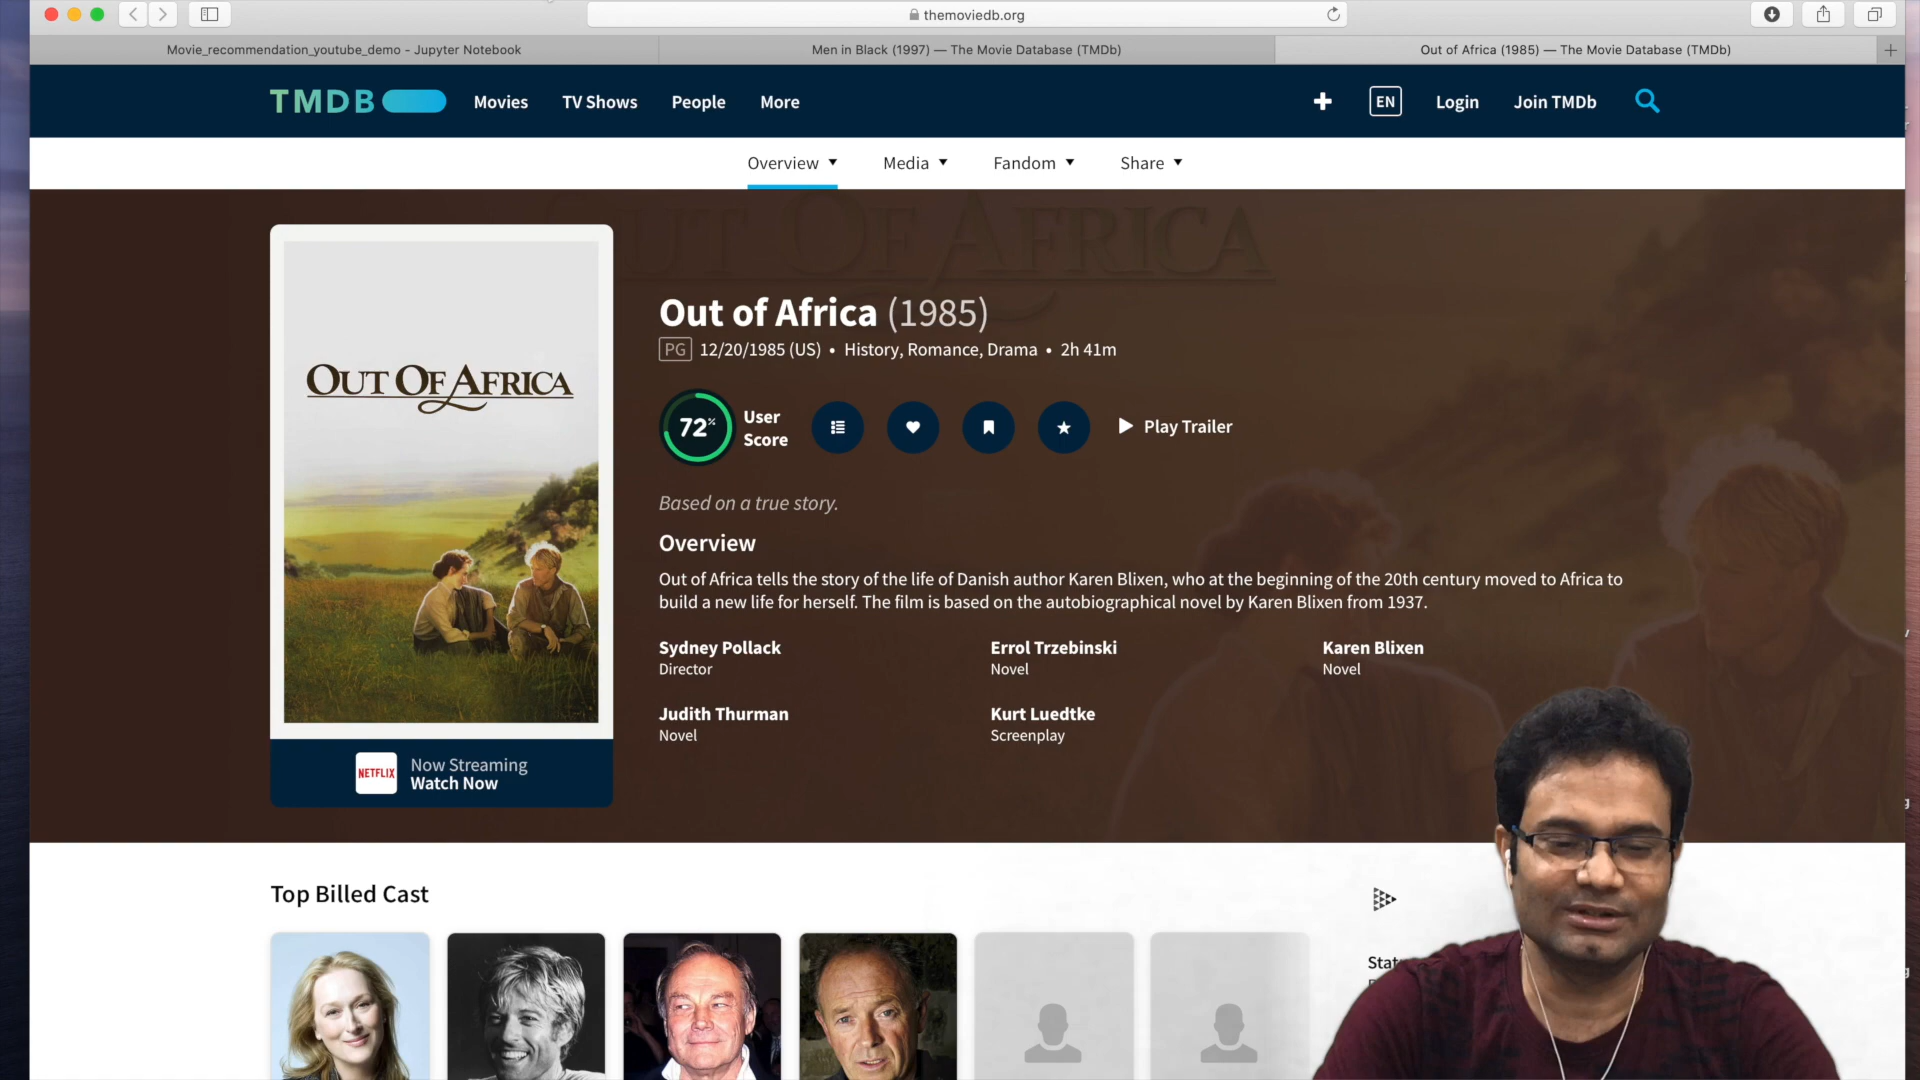 themoviedb.org
Movie_recommendation_youtube_demo - Jupyter Notebook
Men in Black (1997) — The Movie Database (TMDb)
Out of Africa (1985) — The Movie Database (TMDb)
TMDB
Movies
TV Shows
People
More
EN
Login
Join TMDb
Overview
Media
Fandom
Share
OUT OF AFRICA
OUT OF AFRICA
Out of Africa (1985)
PG 12/20/1985 (US) • History, Romance, Drama • 2h 41m
72%
User
Score
Play Trailer
Based on a true story.
Overview
Out of Africa tells the story of the life of Danish author Karen Blixen, who at the beginning of the 20th century moved to Africa to
build a new life for herself. The film is based on the autobiographical novel by Karen Blixen from 1937.
Sydney Pollack
Director
Errol Trzebinski
Novel
Karen Blixen
Novel
Judith Thurman
Novel
Kurt Luedtke
Screenplay
NETFLIX
Now Streaming
Watch Now
Top Billed Cast